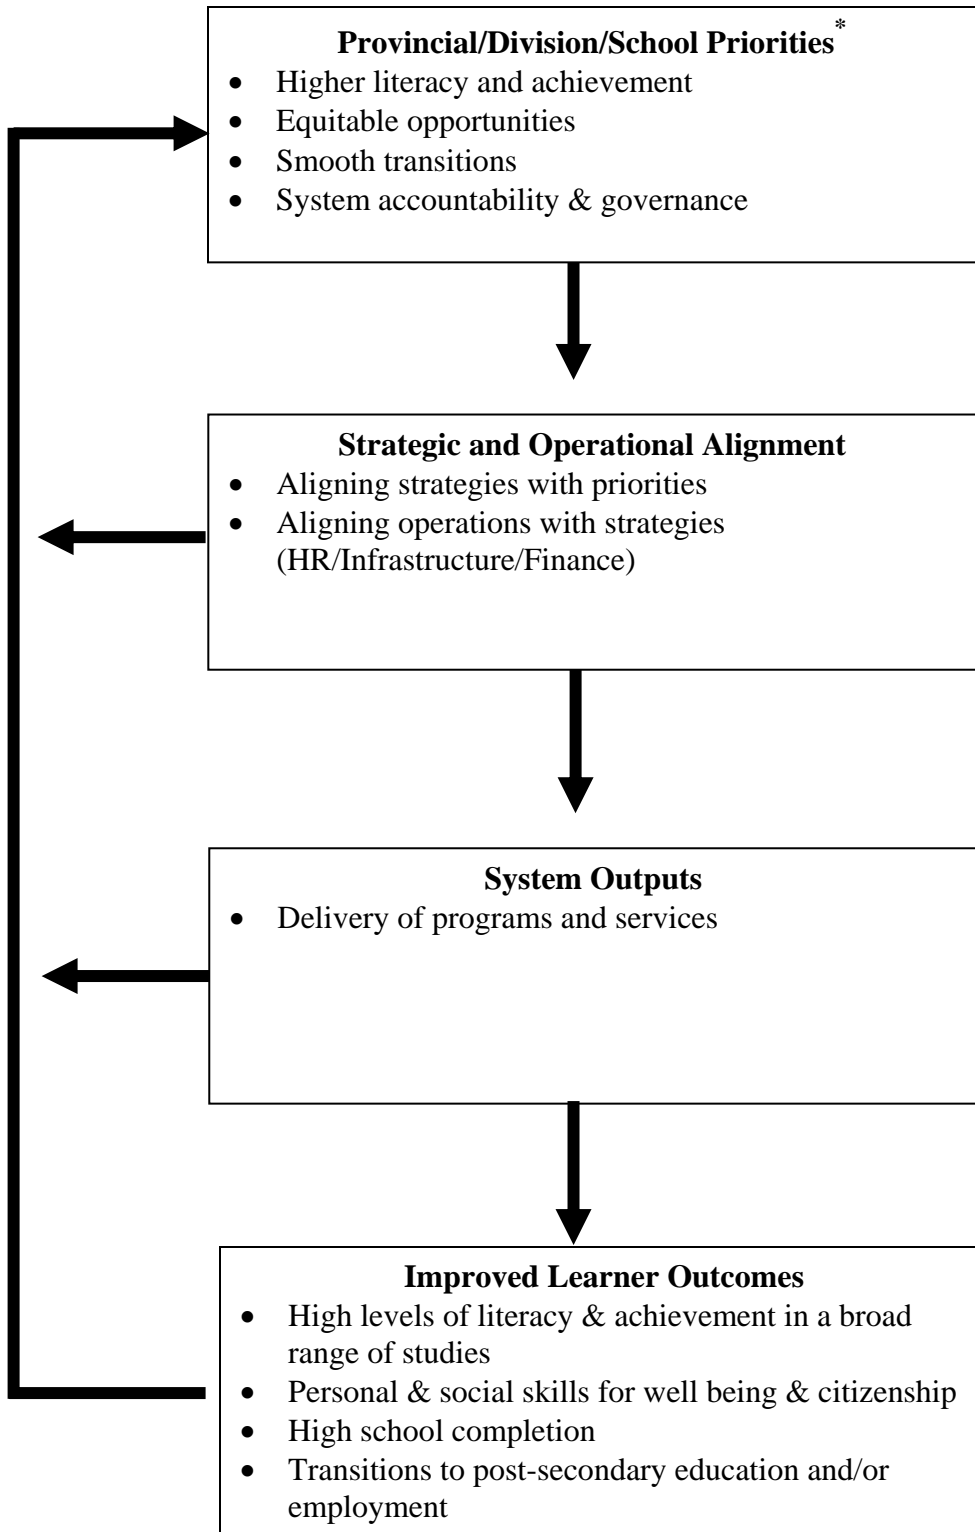 Provincial/Division/School Priorities*
• Higher literacy and achievement
• Equitable opportunities
• Smooth transitions
• System accountability & governance
Strategic and Operational Alignment
• Aligning strategies with priorities
• Aligning operations with strategies
(HR/Infrastructure/Finance)
System Outputs
• Delivery of programs and services
Improved Learner Outcomes
• High levels of literacy & achievement in a broad
range of studies
• Personal & social skills for well being & citizenship
• High school completion
• Transitions to post-secondary education and/or
employment